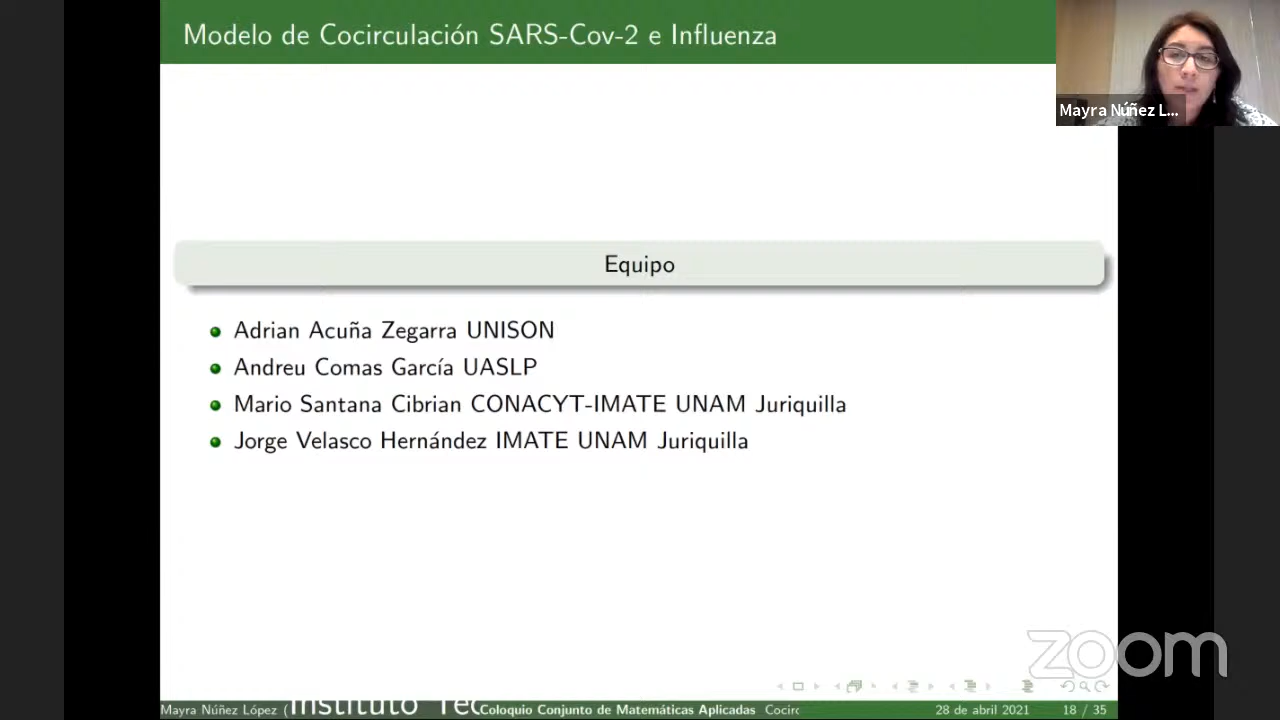 Modelo de Cocirculación SARS-Cov-2 e Influenza
Mayra Núñez L...
Equipo
Adrian Acuña Zegarra UNISON
Andreu Comas García UASLP
Mario Santana Cibrian CONACYT-IMATE UNAM Juriquilla
Jorge Velasco Hernández IMATE UNAM Juriquilla
zoom
Mayra Núñez López ( Instituto Tec Coloquio Conjunto de Matemáticas Aplicadas Cocirc 28 de abril 2021 18 / 35